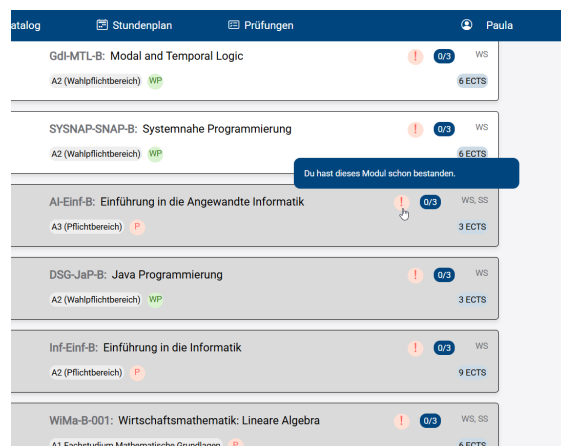 atalog Stundenplan Prüfungen Paula
GdI-MTL-B: Modal and Temporal Logic ! 0/3 WS
A2 (Wahlpflichtbereich) WP 6 ECTS
SYSNAP-SNAP-B: Systemnahe Programmierung ! 0/3 WS
A2 (Wahlpflichtbereich) WP 6 ECTS
Du hast dieses Modul schon bestanden.
AI-Einf-B: Einführung in die Angewandte Informatik ! 0/3 WS, SS
A3 (Pflichtbereich) P 3 ECTS
DSG-JaP-B: Java Programmierung ! 0/3 WS
A2 (Wahlpflichtbereich) WP 3 ECTS
Inf-Einf-B: Einführung in die Informatik ! 0/3 WS
A2 (Pflichtbereich) P 9 ECTS
WiMa-B-001: Wirtschaftsmathematik: Lineare Algebra ! 0/3 WS, SS
A1 Fachstudium Mathematische Grundlagen P 6 ECTS